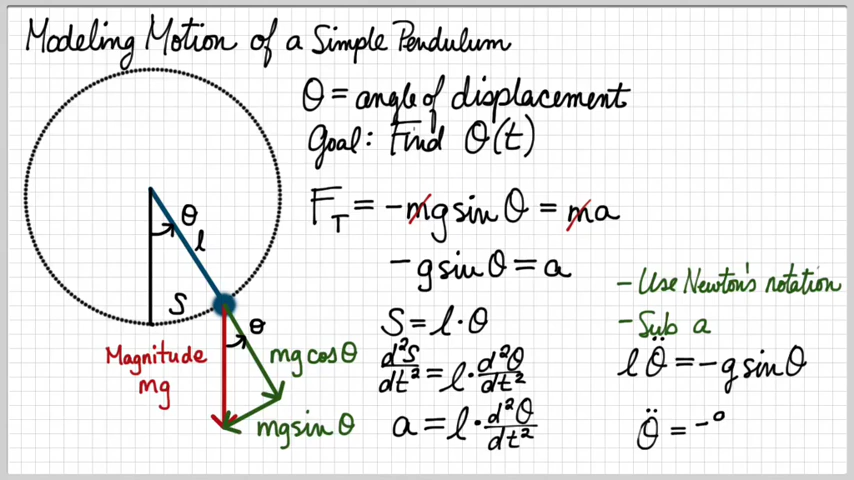 Modeling Motion of a Simple Pendulum
θ = angle of displacement
Goal: Find θ(t)
F_T = -mg sin θ = ma
-g sin θ = a
S = l · θ
d²S/dt² = l · d²θ/dt²
a = l · d²θ/dt²
- Use Newton's notation
- Sub a
l θ̈ = -g sin θ
θ̈ = -
θ
l
S
θ
Magnitude
mg
mg cos θ
mg sin θ